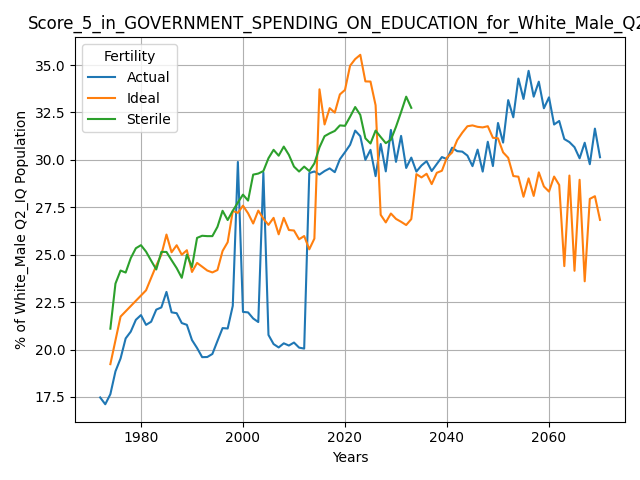 Score_5_in_GOVERNMENT_SPENDING_ON_EDUCATION_for_White_Male_Q2
Fertility
Actual
Ideal
Sterile
% of White_Male Q2_IQ Population
35.0
32.5
30.0
27.5
25.0
22.5
20.0
17.5
1980 2000 2020 2040 2060
Years